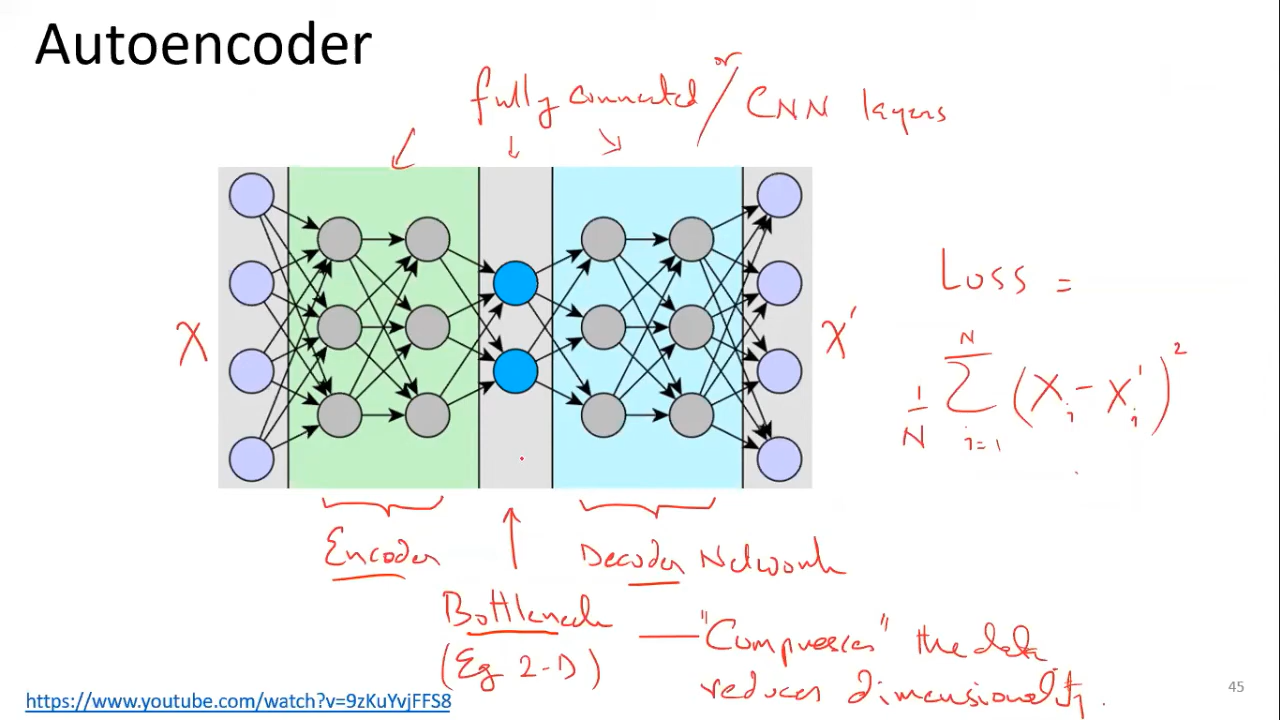 Autoencoder
fully connected or / CNN layers
X
X'
Loss =
1/N N Σ i=1 (Xi - Xi')²
Encoder
Decoder Network
Bottleneck
(Eg 2-D)
— "Compresses" the data
reduces dimensionality.
https://www.youtube.com/watch?v=9zKuYvjFFS8
45